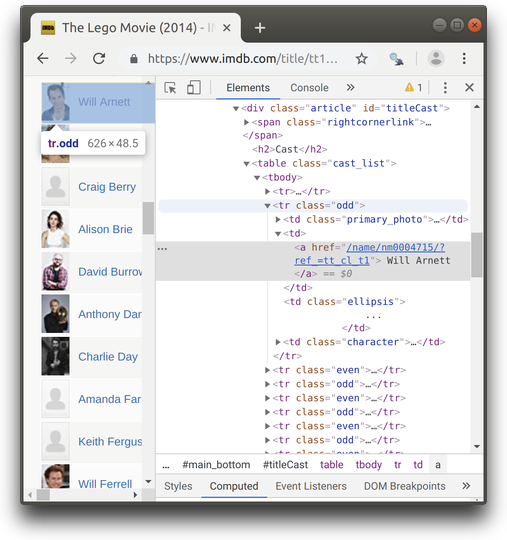 The Lego Movie (2014) - IM
https://www.imdb.com/title/tt1...
Will Arnett
tr.odd 626 × 48.5
Craig Berry
Alison Brie
David Burrow
Anthony Dan
Charlie Day
Amanda Far
Keith Fergus
Will Ferrell
Elements Console » 1
<div class="article" id="titleCast">
<span class="rightcornerlink">…
</span>
<h2>Cast</h2>
<table class="cast_list">
<tbody>
<tr>…</tr>
<tr class="odd">
<td class="primary_photo">…</td>
<td>
<a href="/name/nm0004715/?
ref_=tt_cl_t1"> Will Arnett
</a> == $0
</td>
<td class="ellipsis">
...
</td>
<td class="character">…</td>
</tr>
<tr class="even">…</tr>
<tr class="odd">…</tr>
<tr class="even">…</tr>
<tr class="odd">…</tr>
<tr class="even">…</tr>
<tr class="odd">…</tr>
<tr class="even">…</tr>
... #main_bottom #titleCast table tbody tr td a
Styles Computed Event Listeners DOM Breakpoints »